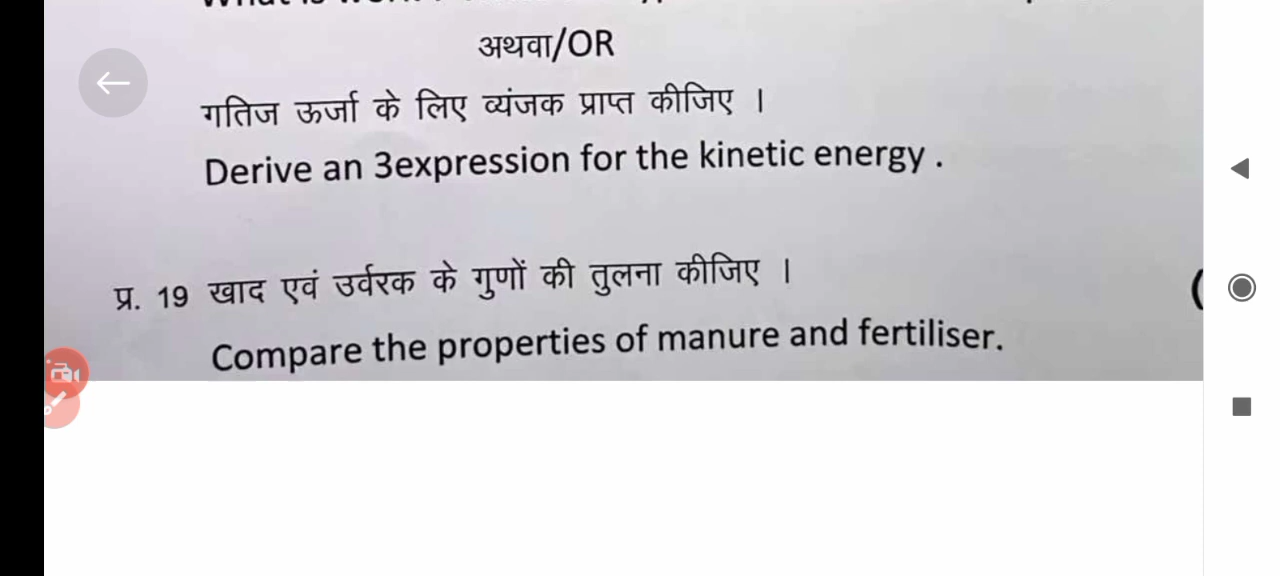 अथवा/OR
गतिज ऊर्जा के लिए व्यंजक प्राप्त कीजिए ।
Derive an 3expression for the kinetic energy .
प्र. 19 खाद एवं उर्वरक के गुणों की तुलना कीजिए । (
Compare the properties of manure and fertiliser.